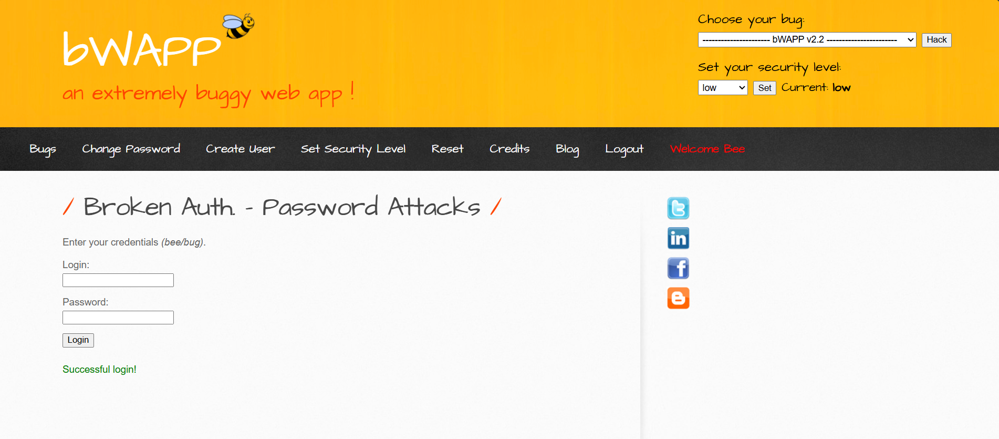 bWAPP
an extremely buggy web app !
Choose your bug:
---------------------- bWAPP v2.2 ----------------------- Hack
Set your security level:
low Set Current: low
Bugs Change Password Create User Set Security Level Reset Credits Blog Logout Welcome Bee
/ Broken Auth. - Password Attacks /
Enter your credentials (bee/bug).
Login:
Password:
Login
Successful login!